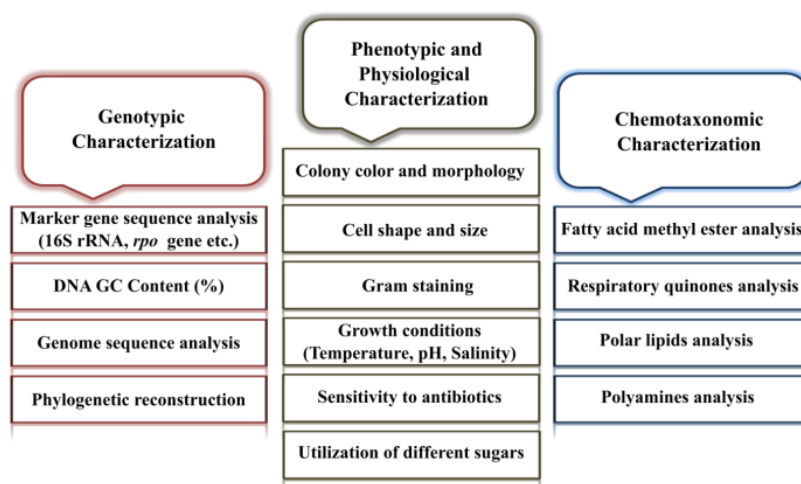 Genotypic
Characterization
Marker gene sequence analysis
(16S rRNA, rpo gene etc.)
DNA GC Content (%)
Genome sequence analysis
Phylogenetic reconstruction
Phenotypic and
Physiological
Characterization
Colony color and morphology
Cell shape and size
Gram staining
Growth conditions
(Temperature, pH, Salinity)
Sensitivity to antibiotics
Utilization of different sugars
Chemotaxonomic
Characterization
Fatty acid methyl ester analysis
Respiratory quinones analysis
Polar lipids analysis
Polyamines analysis